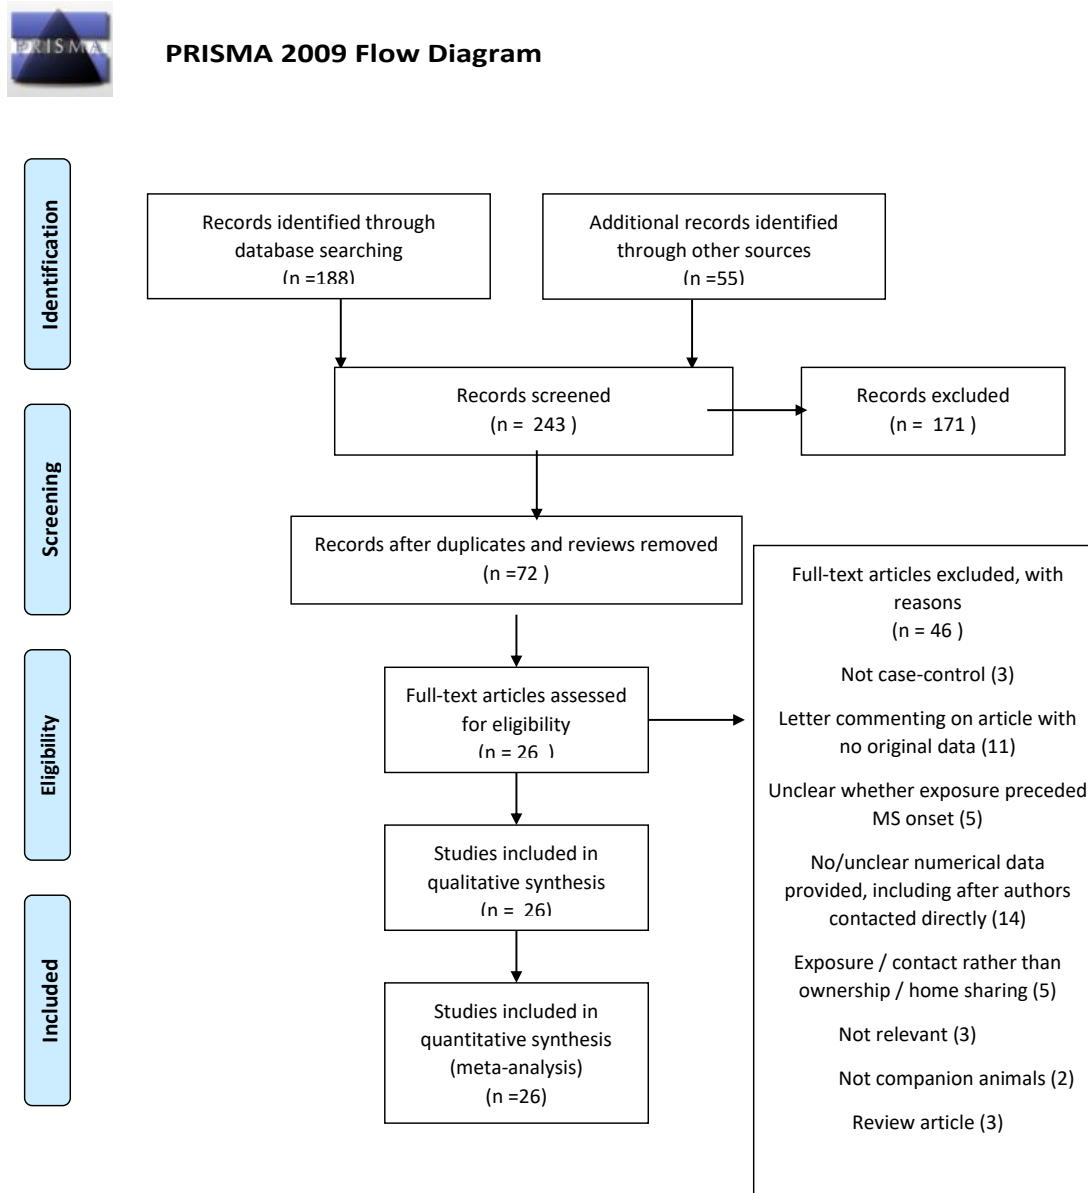 PRISMA
PRISMA 2009 Flow Diagram
Identification
Records identified through
database searching
(n =188)
Additional records identified
through other sources
(n =55)
Screening
Records screened
(n = 243 )
Records excluded
(n = 171 )
Records after duplicates and reviews removed
(n =72 )
Eligibility
Full-text articles assessed
for eligibility
(n = 26 )
Full-text articles excluded, with
reasons
(n = 46 )
Not case-control (3)
Letter commenting on article with
no original data (11)
Unclear whether exposure preceded
MS onset (5)
No/unclear numerical data
provided, including after authors
contacted directly (14)
Exposure / contact rather than
ownership / home sharing (5)
Not relevant (3)
Not companion animals (2)
Review article (3)
Studies included in
qualitative synthesis
(n = 26)
Included
Studies included in
quantitative synthesis
(meta-analysis)
(n =26)